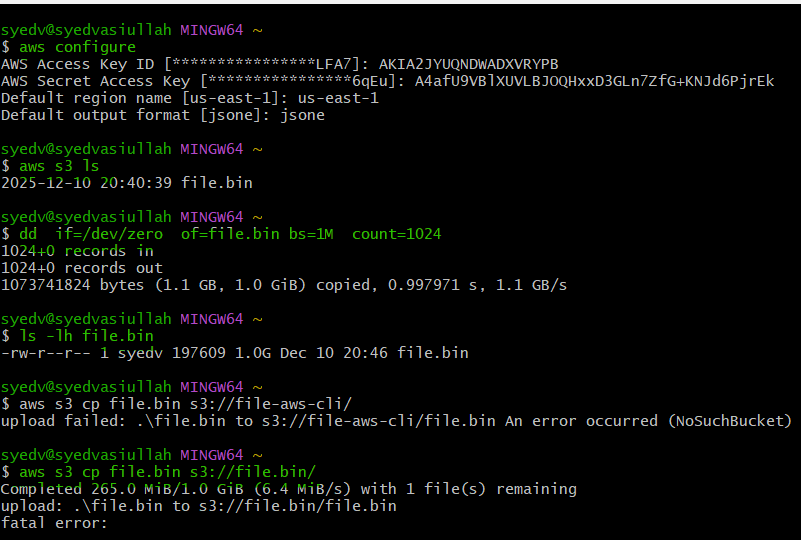 syedv@syedvasiullah MINGW64 ~
$ aws configure
AWS Access Key ID [****************LFA7]: AKIA2JYUQNDWADXVRYPB
AWS Secret Access Key [****************6qEu]: 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
Default region name [us-east-1]: us-east-1
Default output format [jsone]: jsone
syedv@syedvasiullah MINGW64 ~
$ aws s3 ls
2025-12-10 20:40:39 file.bin
syedv@syedvasiullah MINGW64 ~
$ dd  if=/dev/zero  of=file.bin bs=1M  count=1024
1024+0 records in
1024+0 records out
1073741824 bytes (1.1 GB, 1.0 GiB) copied, 0.997971 s, 1.1 GB/s
syedv@syedvasiullah MINGW64 ~
$ ls -lh file.bin
-rw-r--r-- 1 syedv 197609 1.0G Dec 10 20:46 file.bin
syedv@syedvasiullah MINGW64 ~
$ aws s3 cp file.bin s3://file-aws-cli/
upload failed: .\file.bin to s3://file-aws-cli/file.bin An error occurred (NoSuchBucket)
syedv@syedvasiullah MINGW64 ~
$ aws s3 cp file.bin s3://file.bin/
Completed 265.0 MiB/1.0 GiB (6.4 MiB/s) with 1 file(s) remaining
upload: .\file.bin to s3://file.bin/file.bin
fatal error: